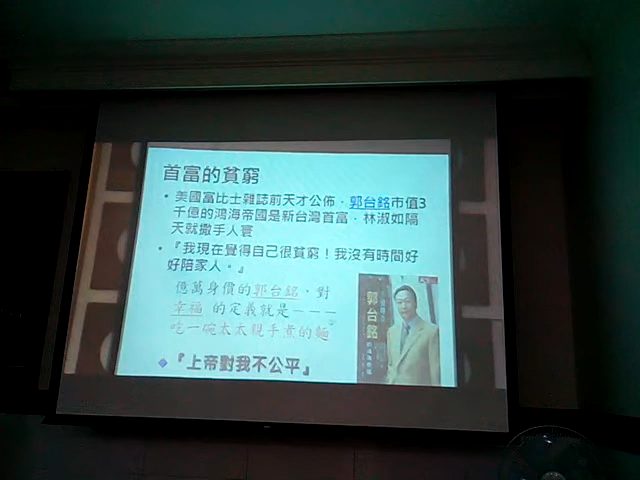 首富的貧窮
• 美國富比士雜誌前天才公佈，郭台銘市值3
千億的鴻海帝國是新台灣首富，林淑如隔
天就撒手人寰
• 『我現在覺得自己很貧窮！我沒有時間好
好陪家人。』
億萬身價的郭台銘，對
幸福 的定義就是－－－
吃一碗太太親手煮的麵
◆ 『上帝對我不公平』
郭台銘